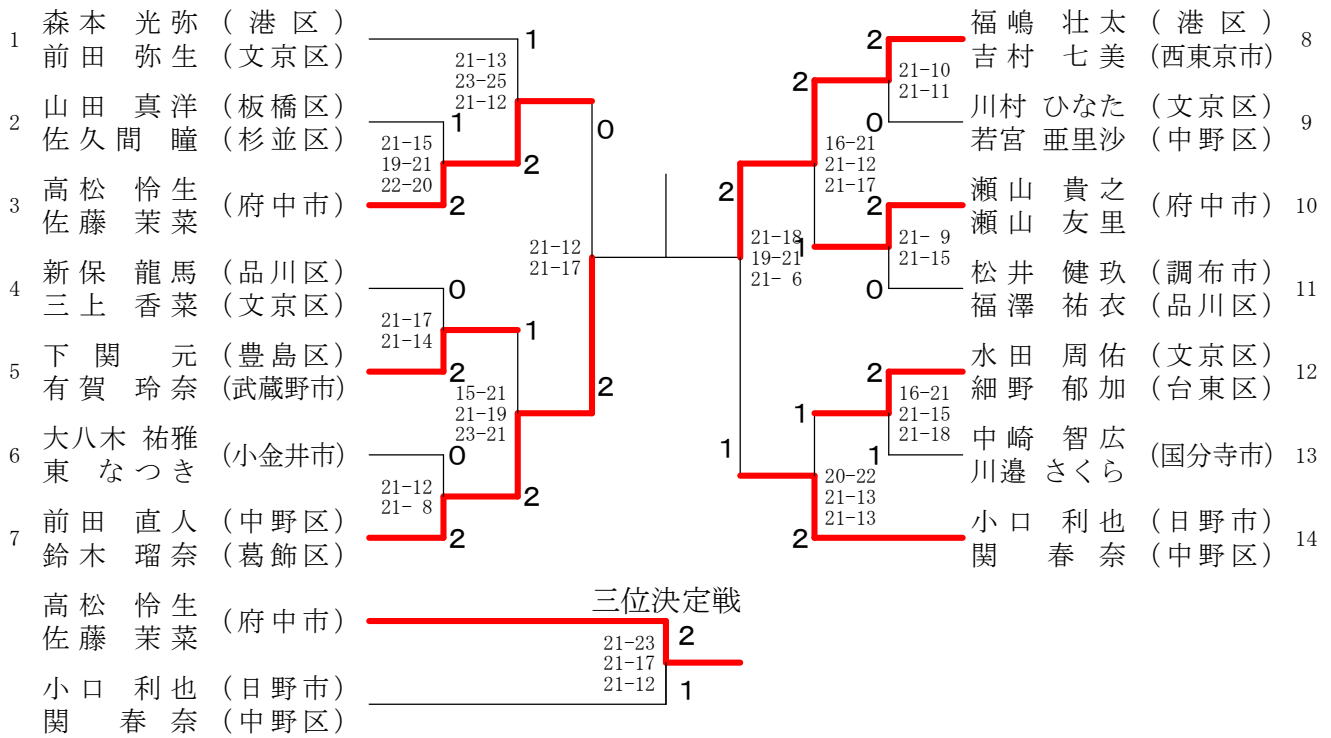 1 森本 光弥 (港区)
前田 弥生 (文京区)
1
21-13
23-25
21-12
2 山田 真洋 (板橋区)
佐久間 瞳 (杉並区)
1
21-15
19-21
22-20
2
0
3 高松 怜生
佐藤 茉菜
(府中市)
2
21-12
21-17
4 新保 龍馬 (品川区)
三上 香菜 (文京区)
0
21-17
21-14
1
5 下関 元 (豊島区)
有賀 玲奈 (武蔵野市)
2
15-21
21-19
23-21
2
6 大八木 祐雅
東 なつき
(小金井市)
0
21-12
21- 8
2
7 前田 直人 (中野区)
鈴木 瑠奈 (葛飾区)
2
福嶋 壮太 (港区) 8
吉村 七美 (西東京市)
2
21-10
21-11
2
川村 ひなた (文京区) 9
若宮 亜里沙 (中野区)
0
16-21
21-12
21-17
2
瀬山 貴之
瀬山 友里
(府中市) 10
2
21- 9
21-15
1
21-18
19-21
21- 6
松井 健玖 (調布市) 11
福澤 祐衣 (品川区)
0
水田 周佑 (文京区) 12
細野 郁加 (台東区)
2
16-21
21-15
21-18
1
中崎 智広
川邉 さくら
(国分寺市) 13
1
1
20-22
21-13
21-13
小口 利也 (日野市) 14
関 春奈 (中野区)
2
三位決定戦
高松 怜生
佐藤 茉菜
(府中市)
2
21-23
21-17
21-12
1
小口 利也 (日野市)
関 春奈 (中野区)